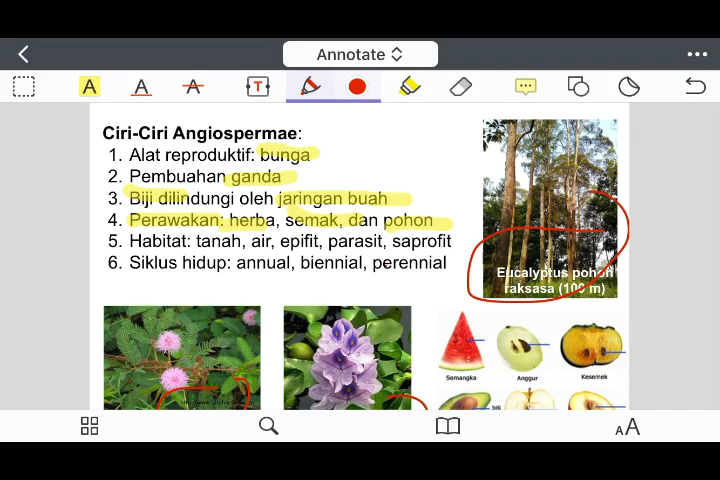 Annotate
A
A
A
T
Ciri-Ciri Angiospermae:
1. Alat reproduktif: bunga
2. Pembuahan ganda
3. Biji dilindungi oleh jaringan buah
4. Perawakan: herba, semak, dan pohon
5. Habitat: tanah, air, epifit, parasit, saprofit
6. Siklus hidup: annual, biennial, perennial
Eucalyptus pohon
raksasa (100 m)
Semangka
Anggur
Kesemek
biji
AA